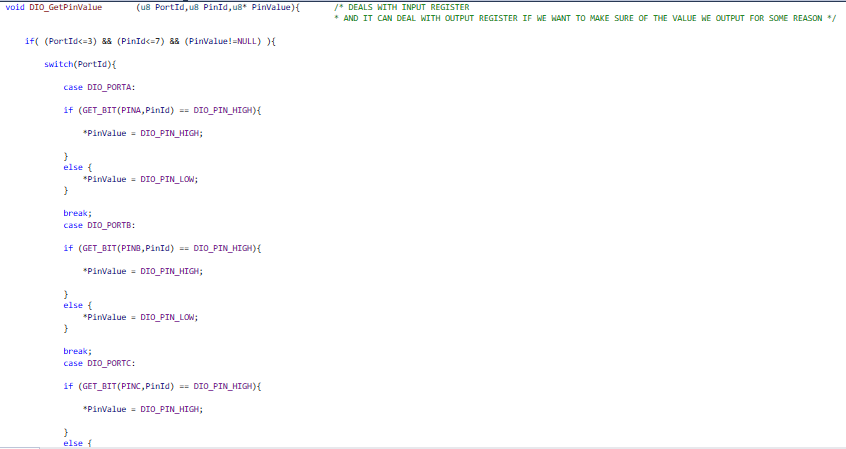 void DIO_GetPinValue (u8 PortId,u8 PinId,u8* PinValue){ /* DEALS WITH INPUT REGISTER
* AND IT CAN DEAL WITH OUTPUT REGISTER IF WE WANT TO MAKE SURE OF THE VALUE WE OUTPUT FOR SOME REASON */
if( (PortId<=3) && (PinId<=7) && (PinValue!=NULL) ){
switch(PortId){
case DIO_PORTA:
if (GET_BIT(PINA,PinId) == DIO_PIN_HIGH){
*PinValue = DIO_PIN_HIGH;
}
else {
*PinValue = DIO_PIN_LOW;
}
break;
case DIO_PORTB:
if (GET_BIT(PINB,PinId) == DIO_PIN_HIGH){
*PinValue = DIO_PIN_HIGH;
}
else {
*PinValue = DIO_PIN_LOW;
}
break;
case DIO_PORTC:
if (GET_BIT(PINC,PinId) == DIO_PIN_HIGH){
*PinValue = DIO_PIN_HIGH;
}
else {